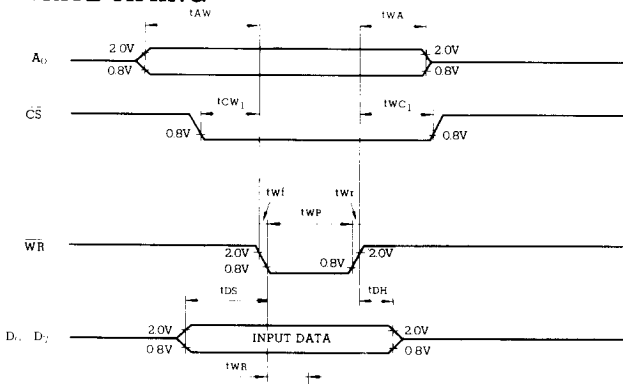 tAW tWA
A₀ 2.0V 0.8V 2.0V 0.8V
tCW₁ tWC₁
CS 0.8V 0.8V
tWf tWr
tWP
WR 2.0V 0.8V 0.8V 2.0V
tDS tDH
2.0V 0.8V INPUT DATA 2.0V 0.8V
tWR